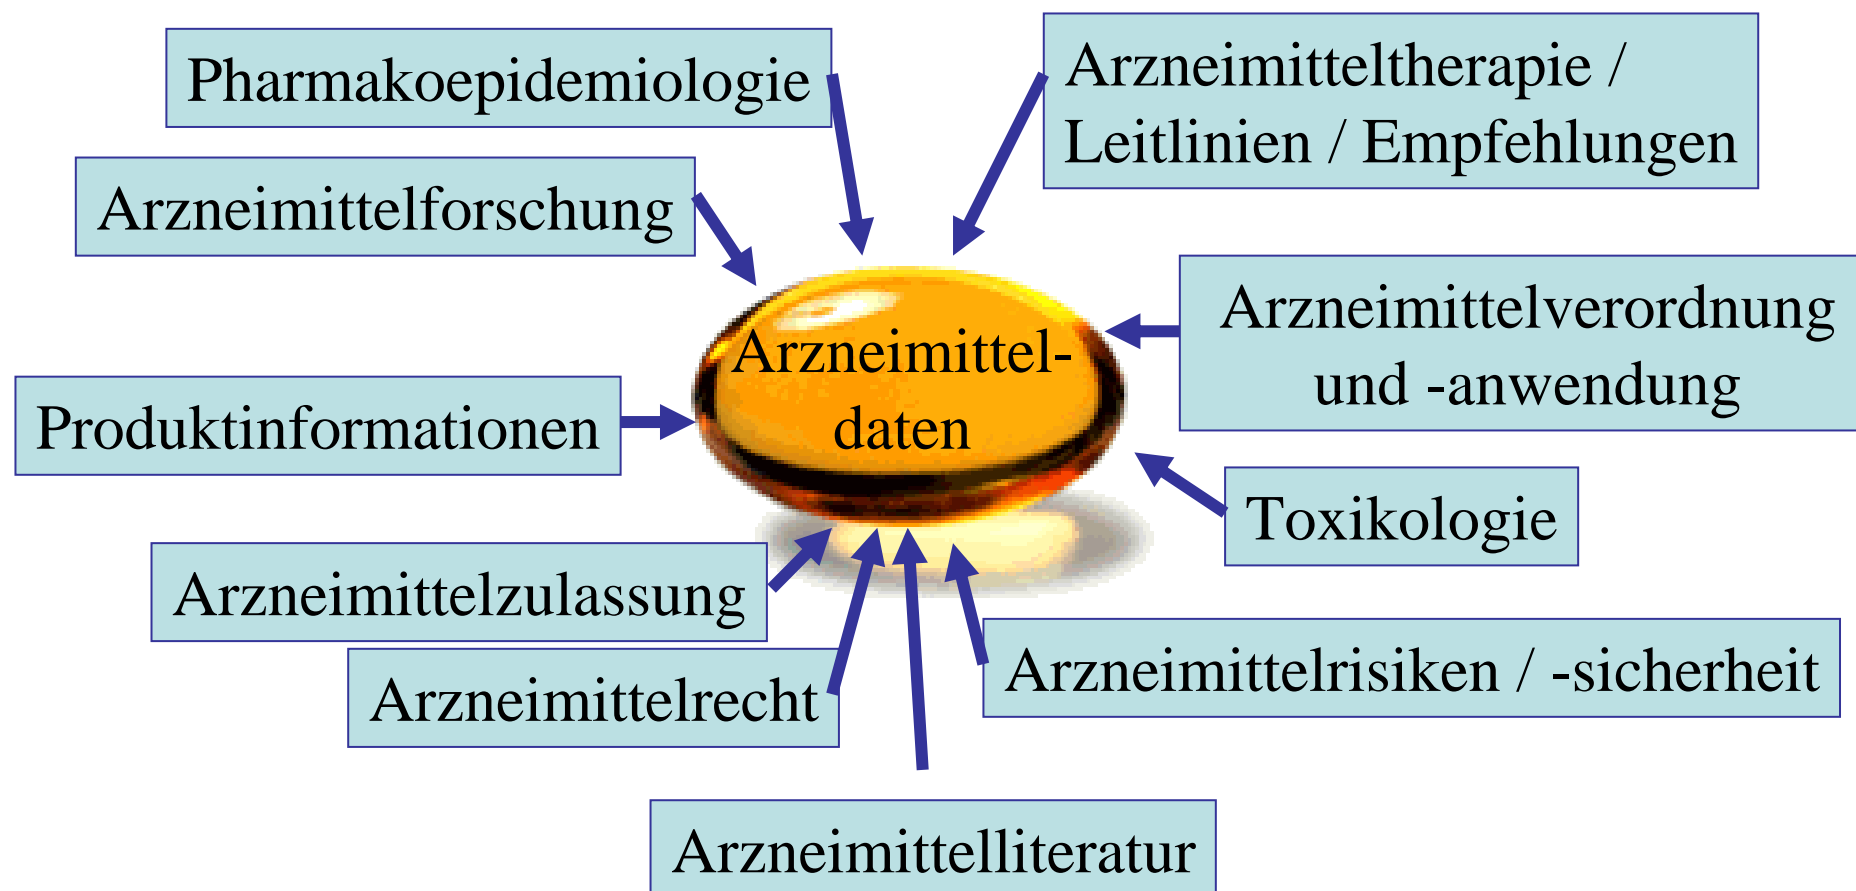 Pharmakoepidemiologie
Arzneimitteltherapie /
Leitlinien / Empfehlungen
Arzneimittelforschung
Arzneimittelverordnung
und -anwendung
Arzneimittel-
daten
Produktinformationen
Toxikologie
Arzneimittelzulassung
Arzneimittelrecht
Arzneimittelrisiken / -sicherheit
Arzneimittelliteratur